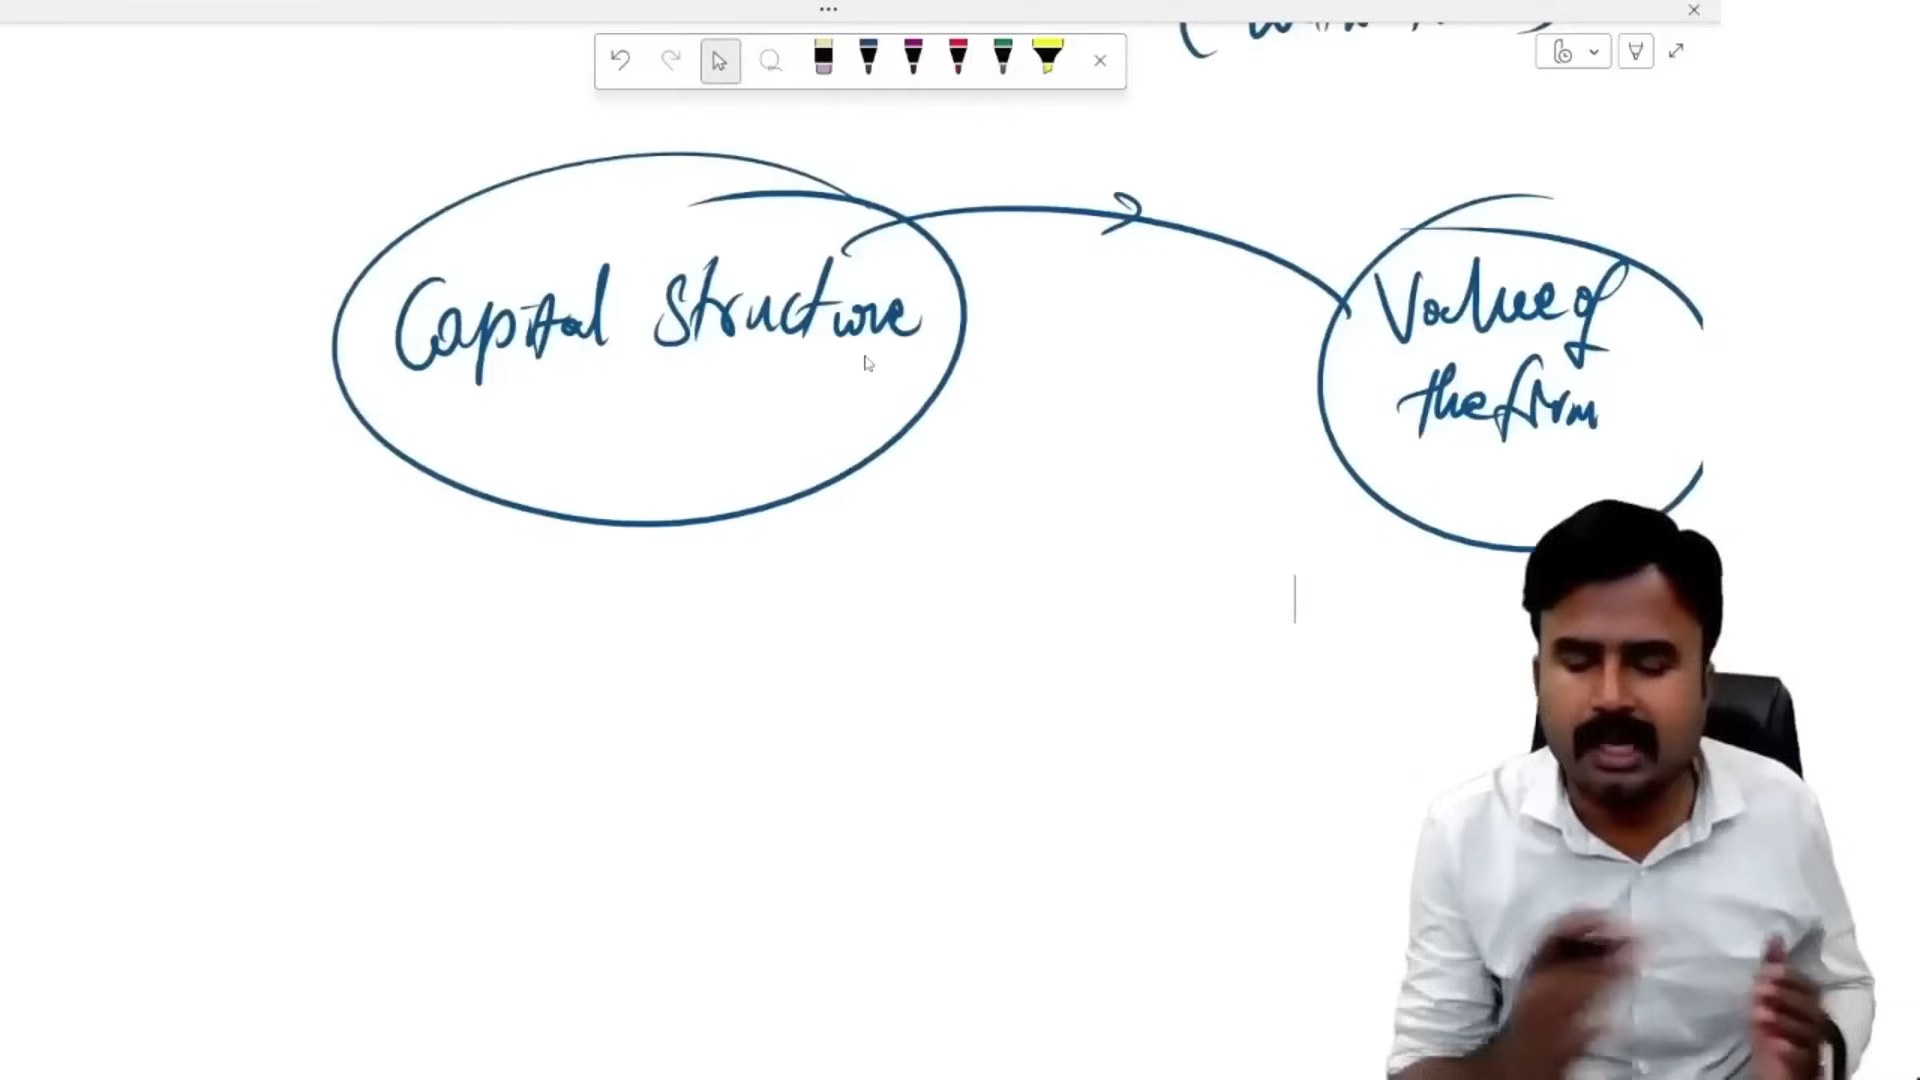 Capital Structure
Value of
the firm